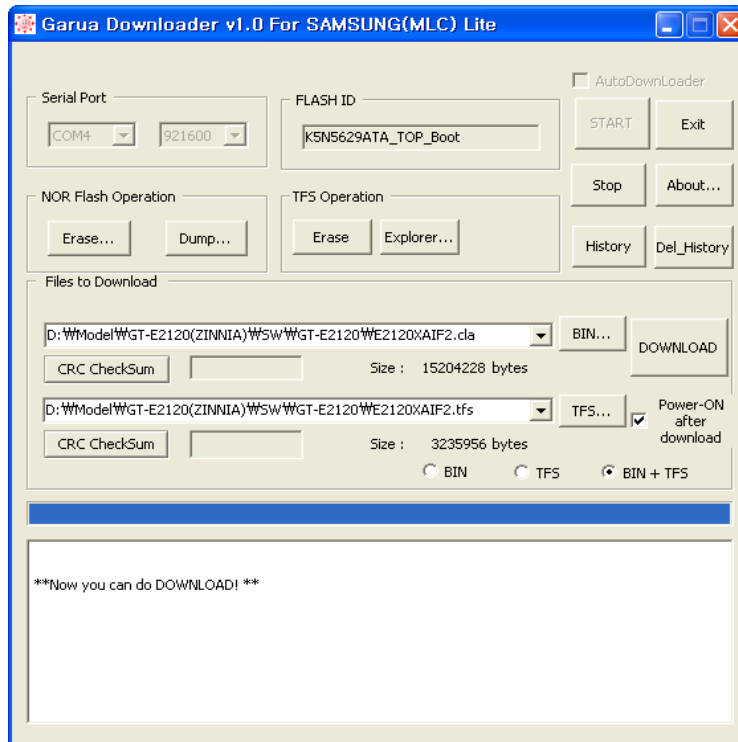 Garua Downloader v1.0 For SAMSUNG(MLC) Lite
AutoDownLoader
Serial Port
COM4
921600
FLASH ID
K5N5629ATA_TOP_Boot
START
Exit
Stop
About...
NOR Flash Operation
Erase...
Dump...
TFS Operation
Erase
Explorer...
History
Del_History
Files to Download
D:₩Model₩GT-E2120(ZINNIA)₩SW₩GT-E2120₩E2120XAIF2.cla
BIN...
DOWNLOAD
CRC CheckSum
Size : 15204228 bytes
D:₩Model₩GT-E2120(ZINNIA)₩SW₩GT-E2120₩E2120XAIF2.tfs
TFS...
Power-ON
after
download
CRC CheckSum
Size : 3235956 bytes
BIN
TFS
BIN + TFS
**Now you can do DOWNLOAD! **